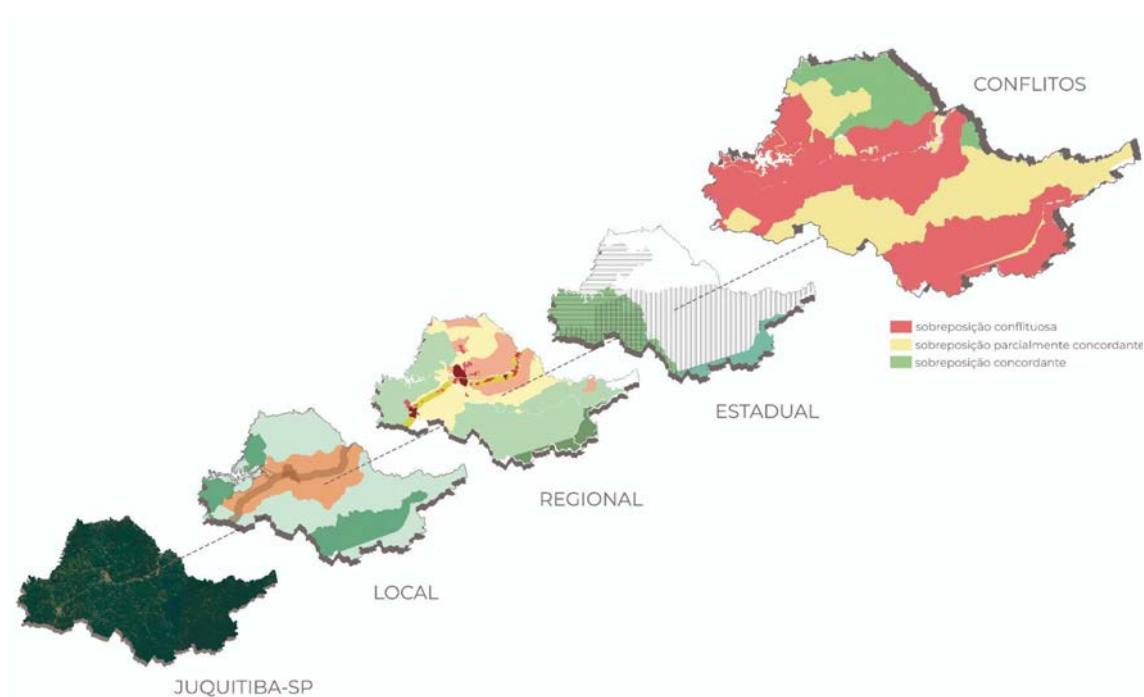 CONFLITOS
sobreposição conflituosa
sobreposição parcialmente concordante
sobreposição concordante
ESTADUAL
REGIONAL
LOCAL
JUQUITIBA-SP